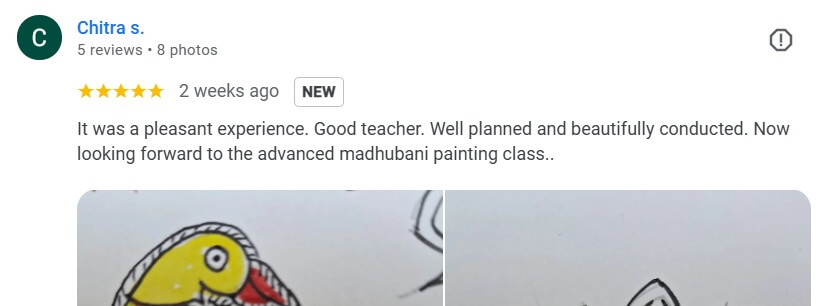 C
Chitra s.
5 reviews • 8 photos
2 weeks ago NEW
It was a pleasant experience. Good teacher. Well planned and beautifully conducted. Now
looking forward to the advanced madhubani painting class..